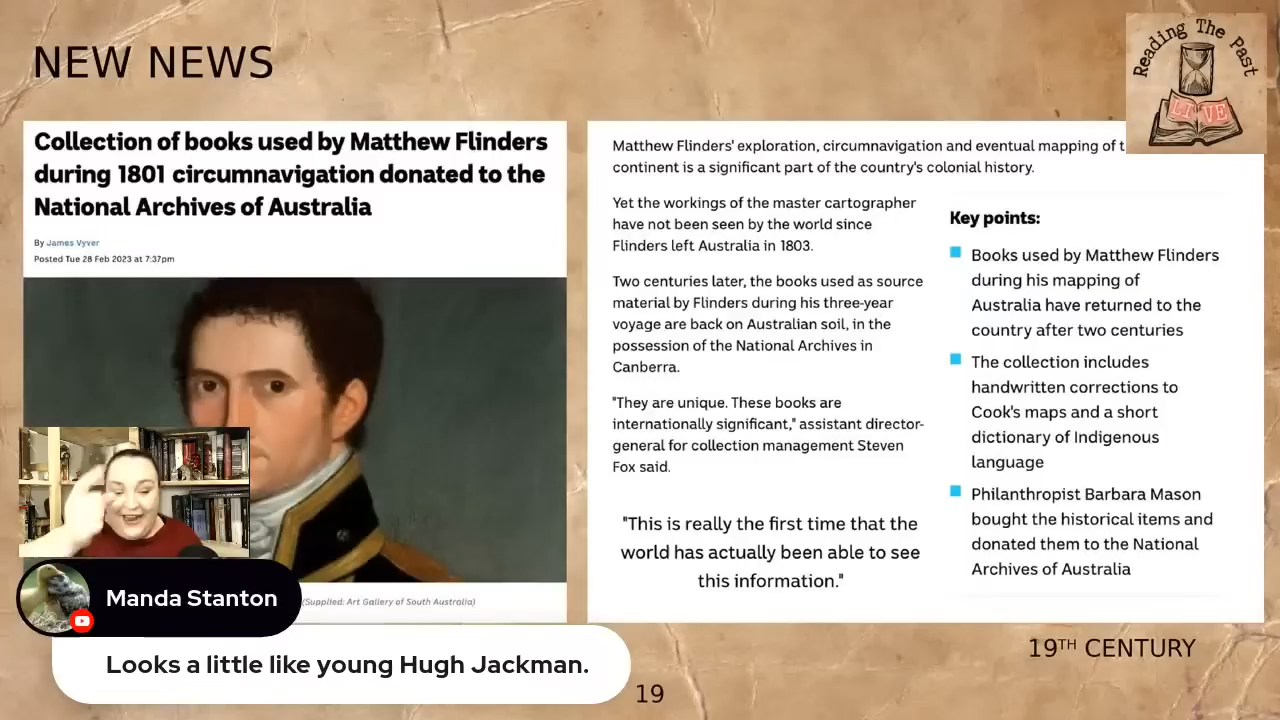 NEW NEWS
Reading The Past
LIVE
Collection of books used by Matthew Flinders
during 1801 circumnavigation donated to the
National Archives of Australia
By James Vyver
Posted Tue 28 Feb 2023 at 7:37pm
(Supplied: Art Gallery of South Australia)
Matthew Flinders' exploration, circumnavigation and eventual mapping of
continent is a significant part of the country's colonial history.
Yet the workings of the master cartographer
have not been seen by the world since
Flinders left Australia in 1803.
Two centuries later, the books used as source
material by Flinders during his three-year
voyage are back on Australian soil, in the
possession of the National Archives in
Canberra.
"They are unique. These books are
internationally significant," assistant director-
general for collection management Steven
Fox said.
"This is really the first time that the
world has actually been able to see
this information."
Key points:
Books used by Matthew Flinders
during his mapping of
Australia have returned to the
country after two centuries
The collection includes
handwritten corrections to
Cook's maps and a short
dictionary of Indigenous
language
Philanthropist Barbara Mason
bought the historical items and
donated them to the National
Archives of Australia
Manda Stanton
Looks a little like young Hugh Jackman.
19TH CENTURY
19